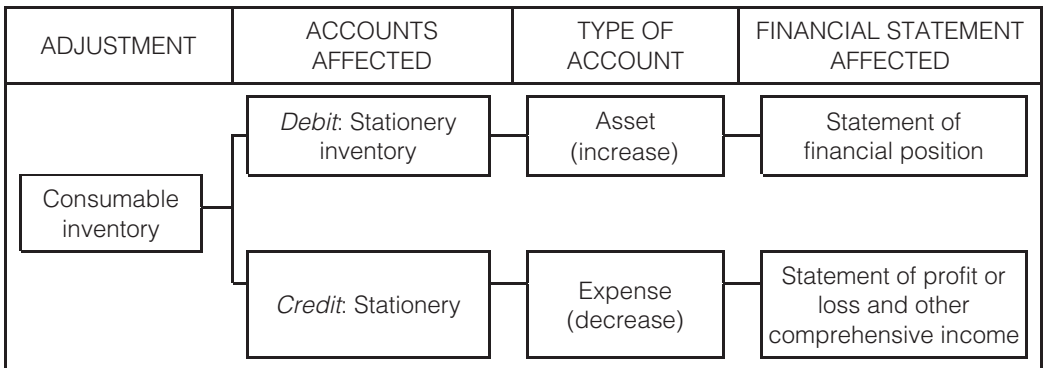 ADJUSTMENT
ACCOUNTS
AFFECTED
TYPE OF
ACCOUNT
FINANCIAL STATEMENT
AFFECTED
Consumable
inventory
Debit: Stationery
inventory
Asset
(increase)
Statement of
financial position
Credit: Stationery
Expense
(decrease)
Statement of profit or
loss and other
comprehensive income